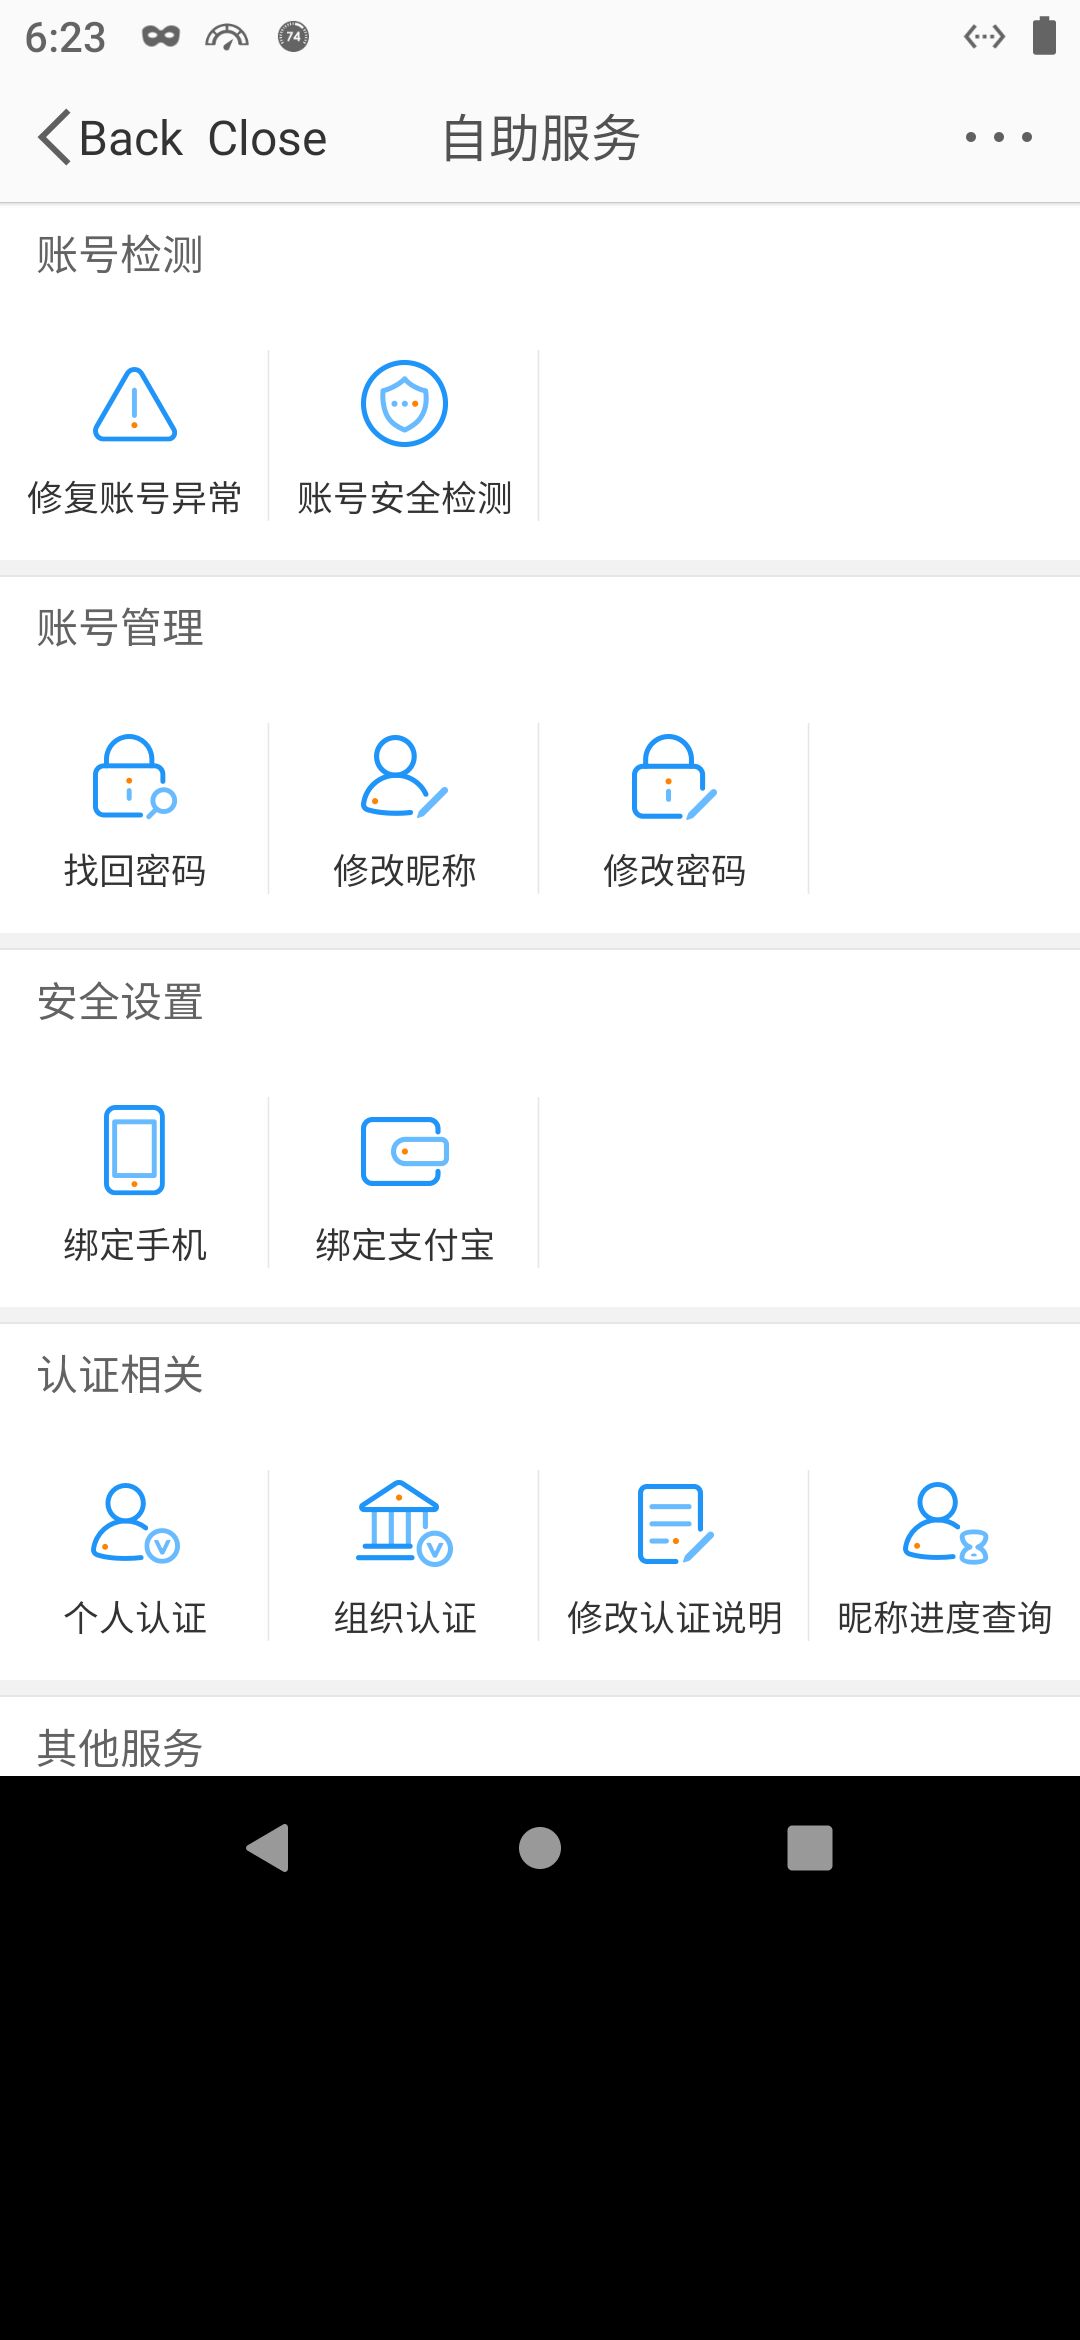 6:23 74
Back Close 自助服务
账号检测
修复账号异常 账号安全检测
账号管理
找回密码 修改昵称 修改密码
安全设置
绑定手机 绑定支付宝
认证相关
个人认证 组织认证 修改认证说明 昵称进度查询
其他服务